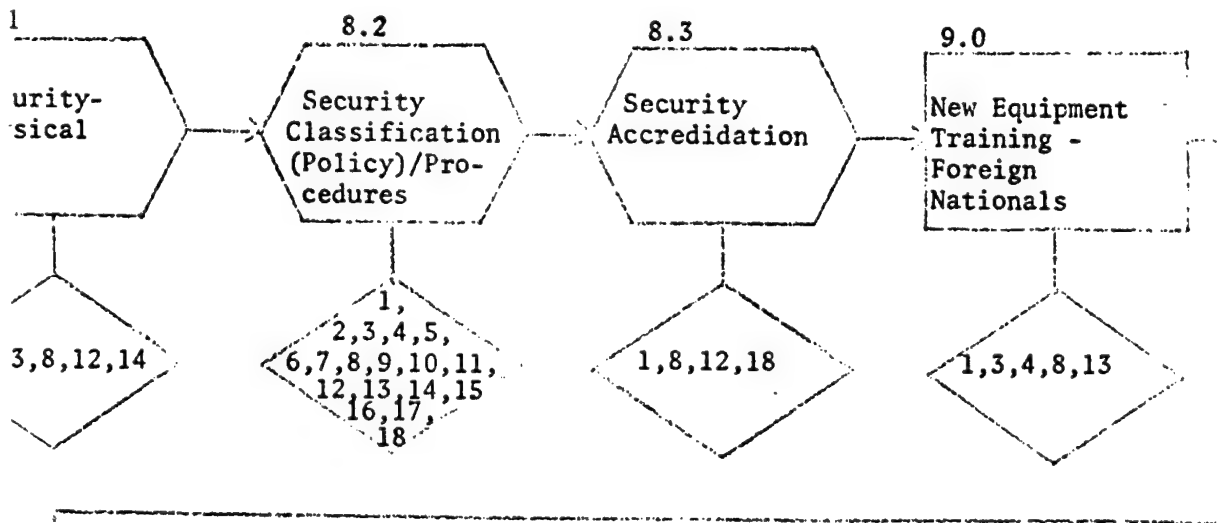 1
8.2
8.3
9.0
urity-
sical
Security
Classification
(Policy)/Pro-
cedures
Security
Accredidation
New Equipment
Training -
Foreign
Nationals
3,8,12,14
1,
2,3,4,5,
6,7,8,9,10,11,
12,13,14,15
16,17,
18
1,8,12,18
1,3,4,8,13